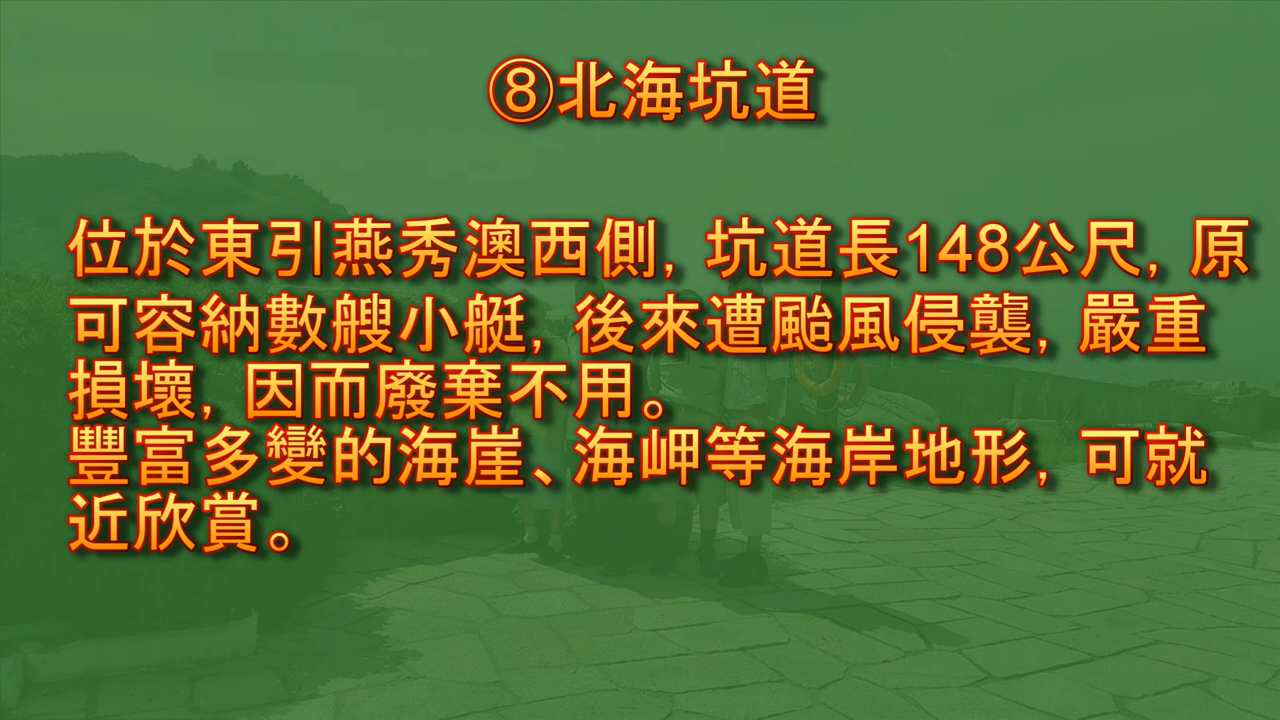 ⑧北海坑道
位於東引燕秀澳西側, 坑道長148公尺, 原
可容納數艘小艇, 後來遭颱風侵襲, 嚴重
損壞, 因而廢棄不用。
豐富多變的海崖、海岬等海岸地形, 可就
近欣賞。